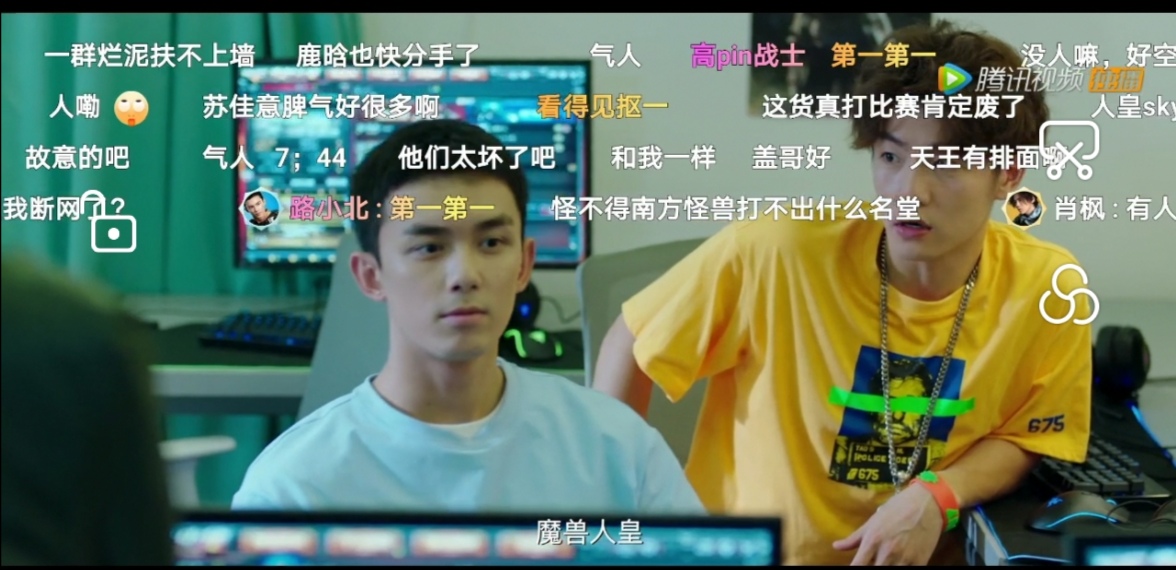 一群烂泥扶不上墙 鹿晗也快分手了 气人 高pin战士 第一第一 没人嘛，好空
腾讯视频
人嘞🙄 苏佳意脾气好很多啊 看得见抠一 这货真打比赛肯定废了 人皇sky
故意的吧 气人 7；44 他们太坏了吧 和我一样 盖哥好 天王有排面
我断网了? 路小北：第一第一 怪不得南方怪兽打不出什么名堂 肖枫：有人
675
POLICE
#675
魔兽人皇